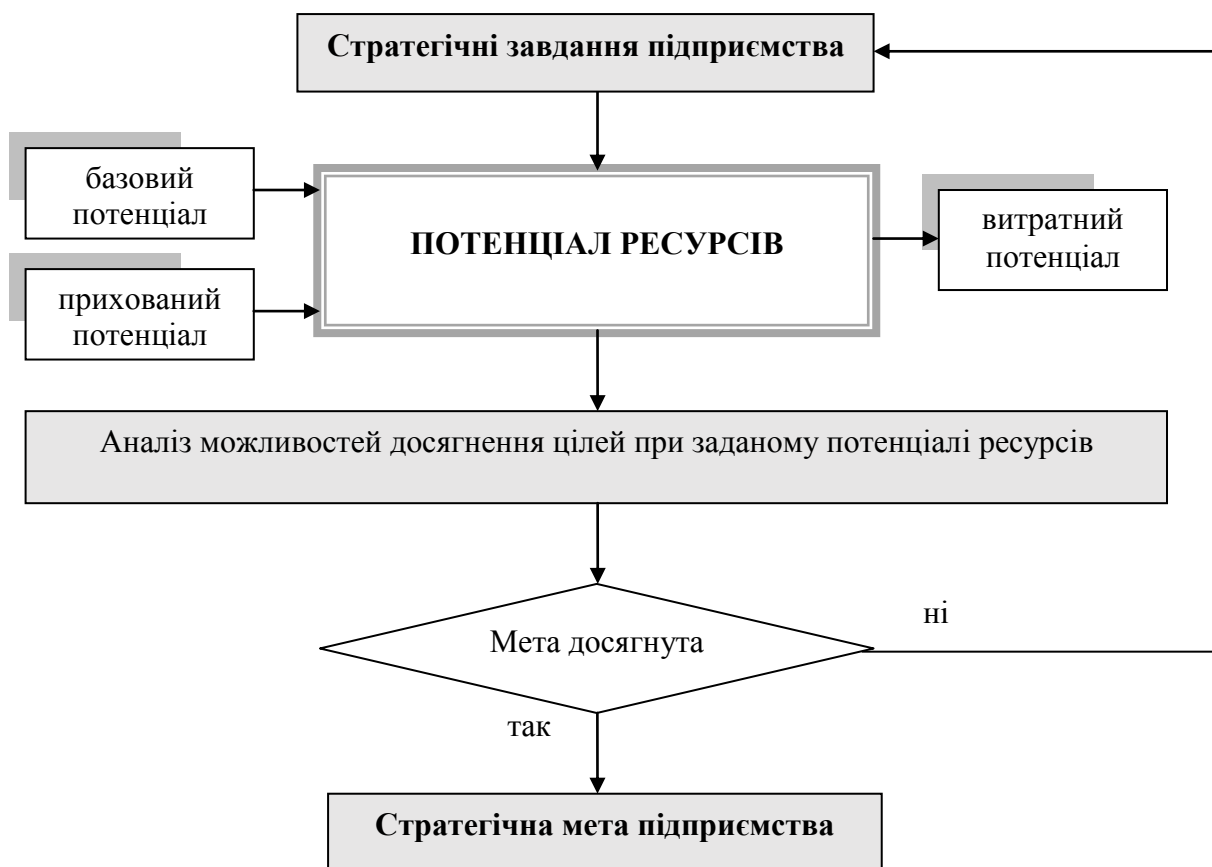 Стратегічні завдання підприємства
базовий
потенціал
прихований
потенціал
ПОТЕНЦІАЛ РЕСУРСІВ
витратний
потенціал
Аналіз можливостей досягнення цілей при заданому потенціалі ресурсів
Мета досягнута
ні
так
Стратегічна мета підприємства